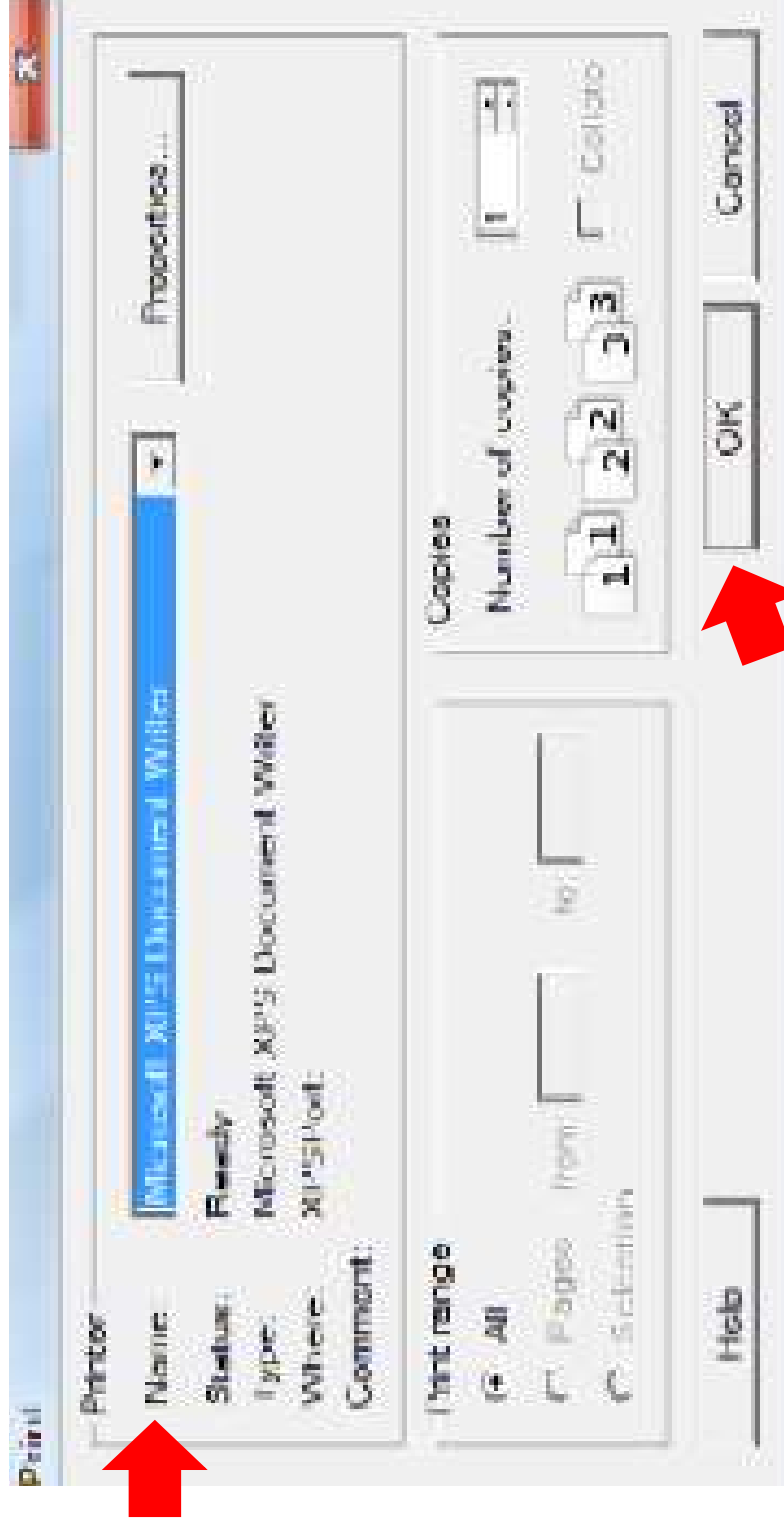 Print
Printer
Name: Microsoft XPS Document Writer Properties...
Status: Ready
Type: Microsoft XPS Document Writer
Where: XPSPort:
Comment:
Print range
All
Pages from: to:
Selection
Copies
Number of copies: 1
1 1 2 2 3 3 Collate
Help OK Cancel